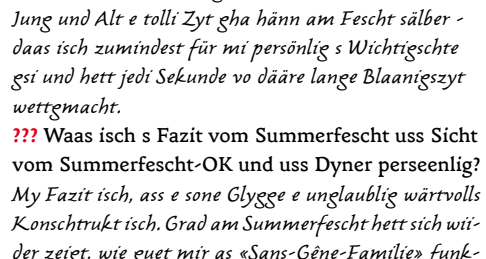 Jung und Alt e tolli Zyt gha hänn am Fescht sälber -
daas isch zumindest für mi persönlig s Wichtigschte
gsi und hett jedi Sekunde vo dääre lange Blaanigszyt
wettgmacht.
??? Waas isch s Fazit vom Summerfescht uss Sicht
vom Summerfescht-OK und uss Dyner perseenlig?
My Fazit isch, ass e sone Glygge e unglaublig wärtvolls
Konschtrukt isch. Grad am Summerfescht hett sich wii-
der zeigt, wie guet mir as «Sans-Gêne-Familie» funk-